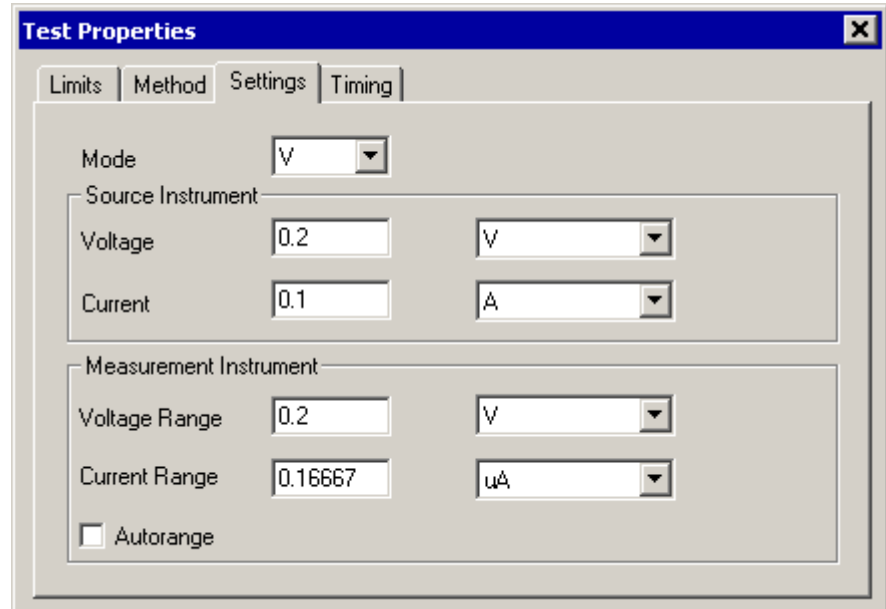 Test Properties
Limits Method Settings Timing
Mode V
Source Instrument
Voltage 0.2 V
Current 0.1 A
Measurement Instrument
Voltage Range 0.2 V
Current Range 0.16667 uA
Autorange